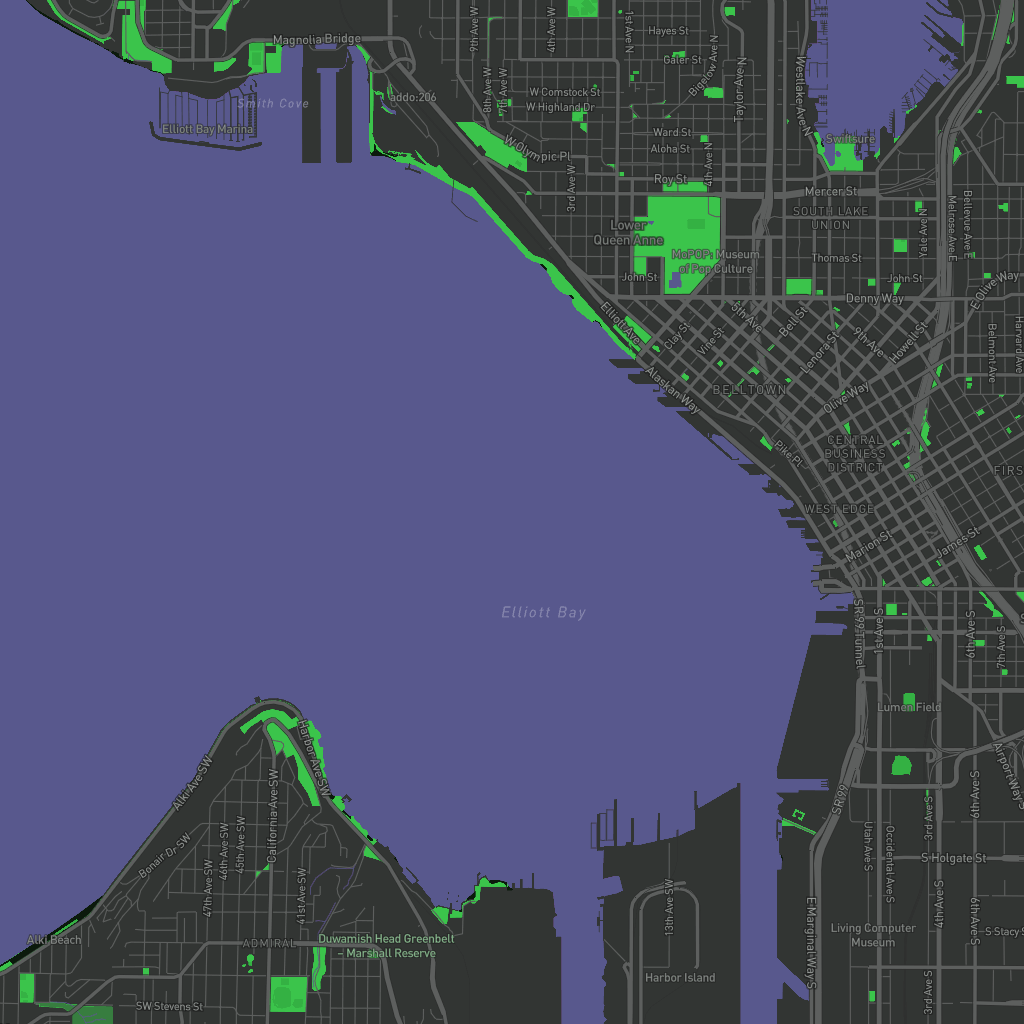 7th Ave W
4th Ave W
1st Ave N
Hayes St
Magnolia Bridge
Galer St
Bigelow Ave N
Taylor Ave N
Westlake Ave N
8th Ave W
7th Ave W
W Comstock St
W Highland Dr
addo:206
Smith Cove
Elliott Bay Marina
Ward St
Aloha St
4th Ave N
Swiftsure
W Olympic Pl
3rd Ave W
Roy St
Mercer St
Melrose Ave E
Bellevue Ave E
Yale Ave N
SOUTH LAKE
UNION
Lower
Queen Anne
MoPOP: Museum
of Pop Culture
Thomas St
John St
John St
E Olive Way
Denny Way
Elliott Ave
Clay St
Vine St
5th Ave
Bell St
Lenora St
9th Ave
Howell St
Belmont Ave
Harvard Ave
Alaskan Way
BELLTOWN
Olive Way
Pike Pl
CENTRAL
BUSINESS
DISTRICT
FIRS
WEST EDGE
Marion St
James St
Elliott Bay
SR 99 Tunnel
1st Ave S
6th Ave S
7th Ave S
Lumen Field
Airport Way S
Harbor Ave SW
Alki Ave SW
California Ave SW
SR 99
Bonair Dr SW
47th Ave SW
46th Ave SW
45th Ave SW
41st Ave SW
Utah Ave S
Occidental Ave S
3rd Ave S
6th Ave S
S Holgate St
4th Ave S
6th Ave S
13th Ave SW
E Marginal Way S
Living Computer
Museum
S Stacy S
Alki Beach
ADMIRAL
Duwamish Head Greenbelt
- Marshall Reserve
Harbor Island
3rd Ave S
SW Stevens St